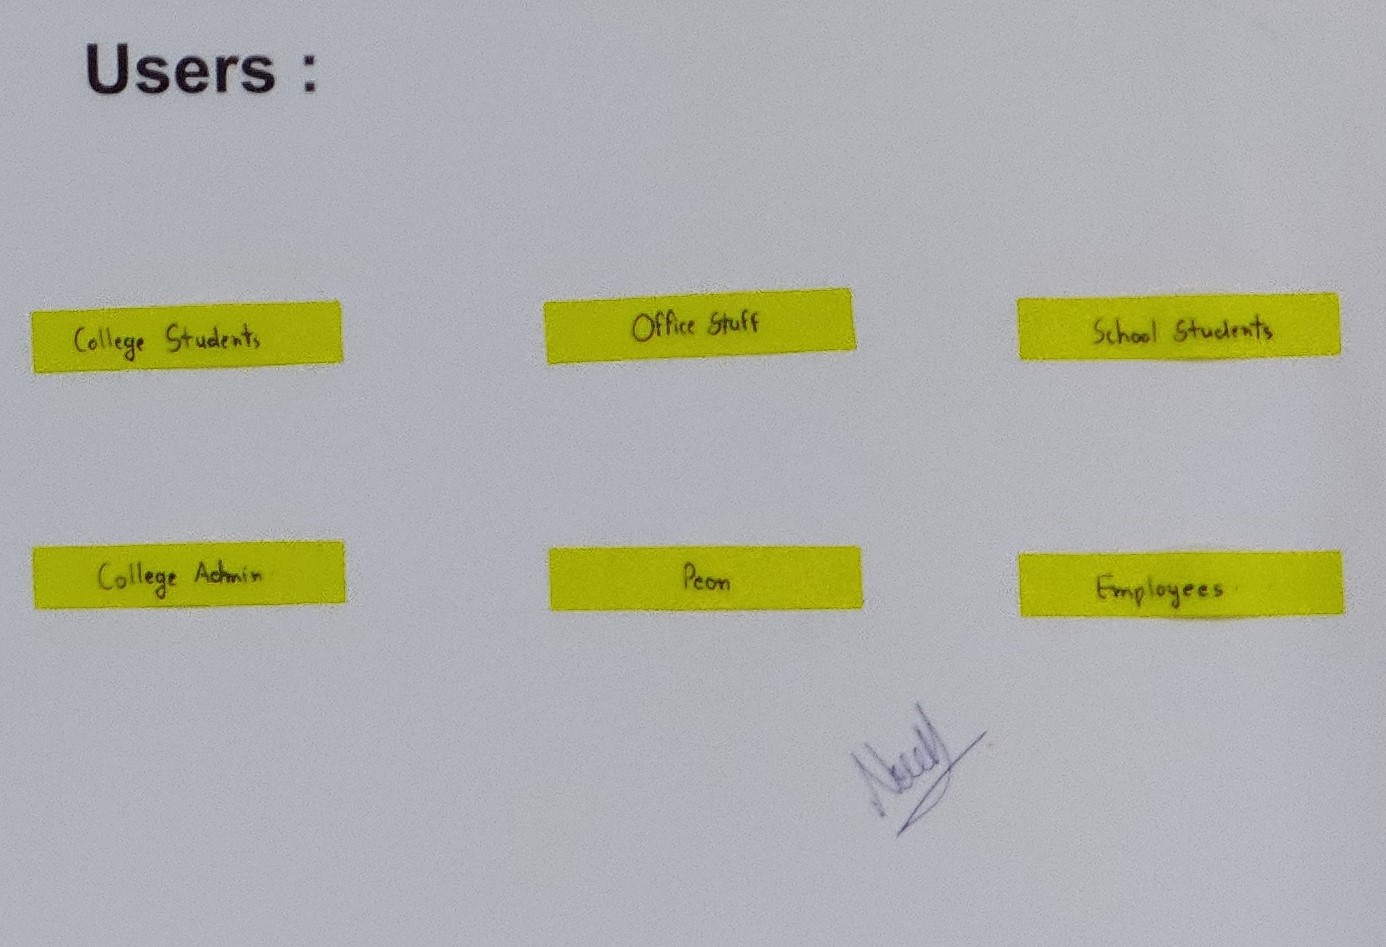 Users :
College Students
Office Stuff
School Students
College Admin
Peon
Employees